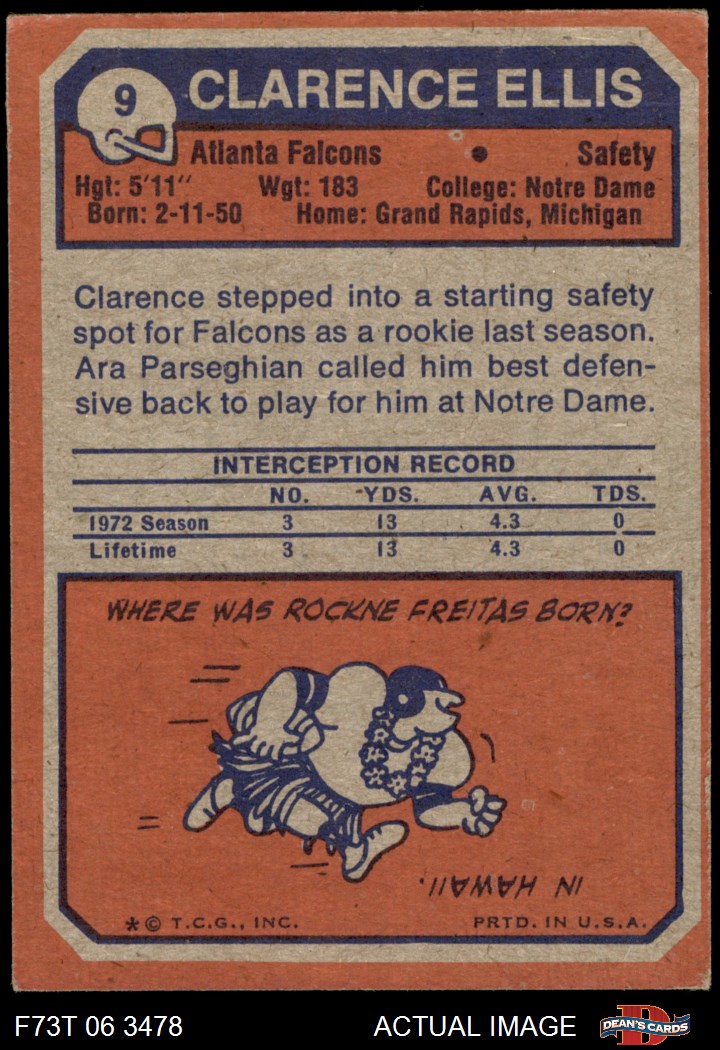 9
CLARENCE ELLIS
Atlanta Falcons • Safety
Hgt: 5'11" Wgt: 183 College: Notre Dame
Born: 2-11-50 Home: Grand Rapids, Michigan
Clarence stepped into a starting safety
spot for Falcons as a rookie last season.
Ara Parseghian called him best defen-
sive back to play for him at Notre Dame.
INTERCEPTION RECORD
NO. YDS. AVG. TDS.
1972 Season 3 13 4.3 0
Lifetime 3 13 4.3 0
WHERE WAS ROCKNE FREITAS BORN?
IN HAWAII.
* © T.C.G., INC. PRTD. IN U.S.A.
F73T 06 3478 ACTUAL IMAGE D DEAN'S CARDS